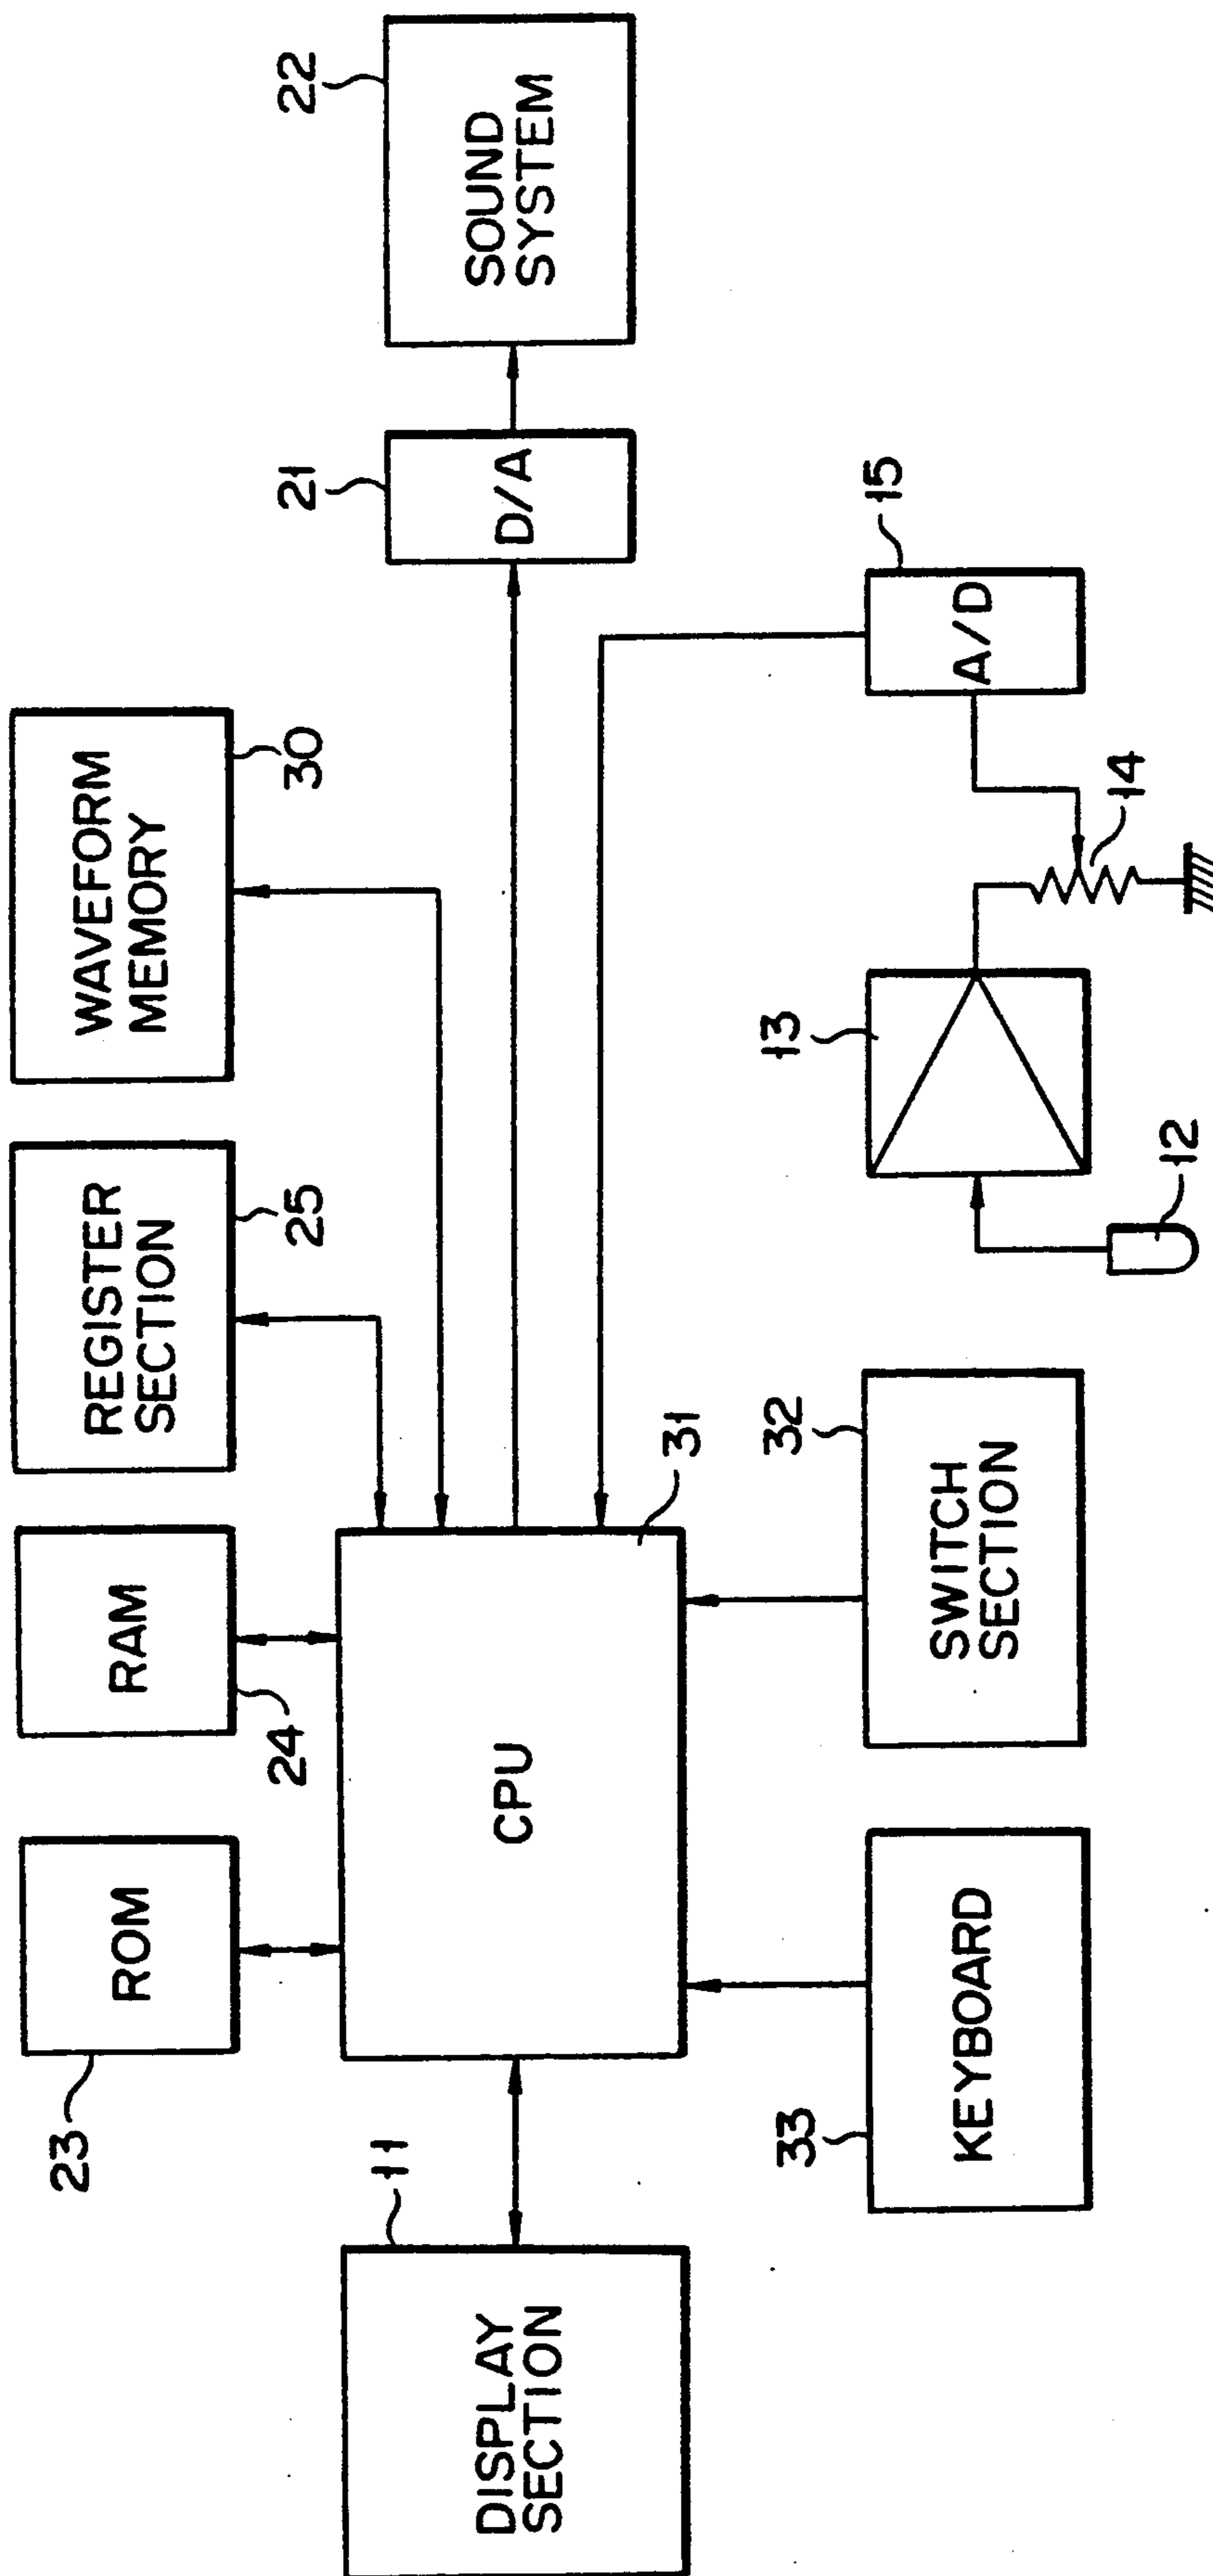 23
ROM
24
RAM
REGISTER
SECTION
25
WAVEFORM
MEMORY
30
11
DISPLAY
SECTION
CPU
31
21
D/A
22
SOUND
SYSTEM
33
KEYBOARD
32
SWITCH
SECTION
12
13
14
15
A/D